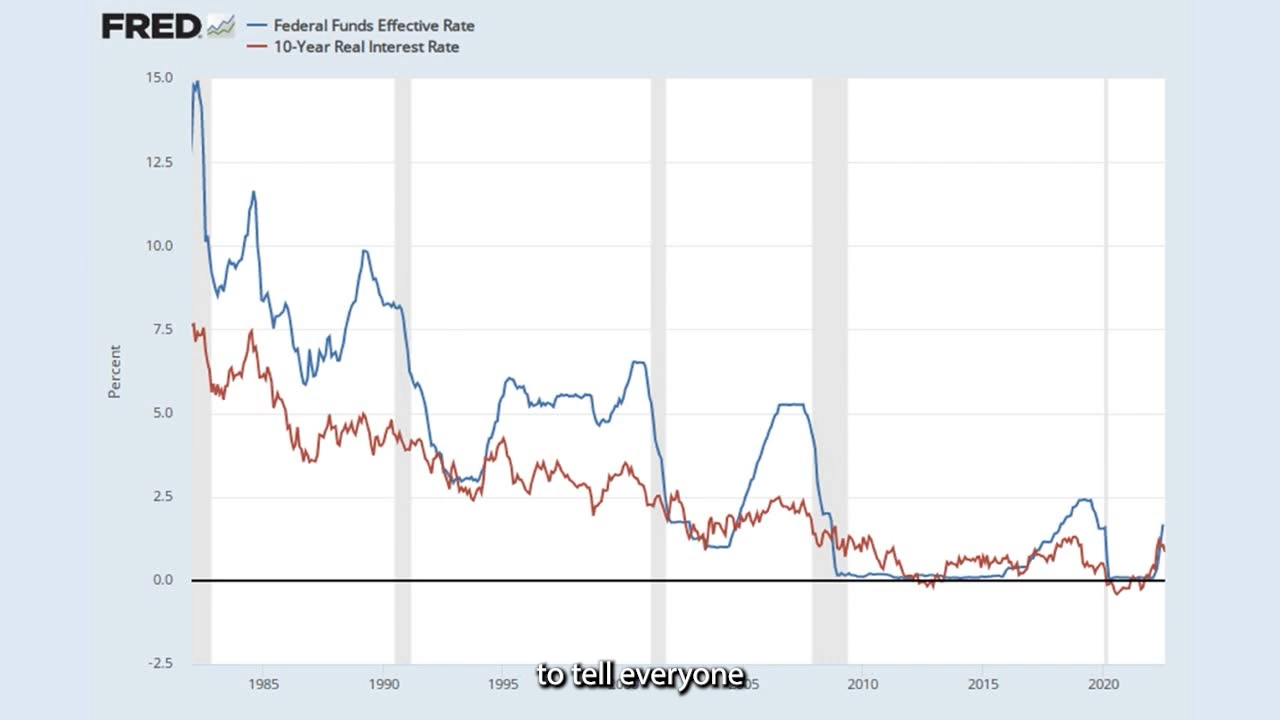 FRED
Federal Funds Effective Rate
10-Year Real Interest Rate
15.0
12.5
10.0
7.5
5.0
2.5
0.0
-2.5
Percent
1985 1990 1995 2010 2015 2020
to tell everyone